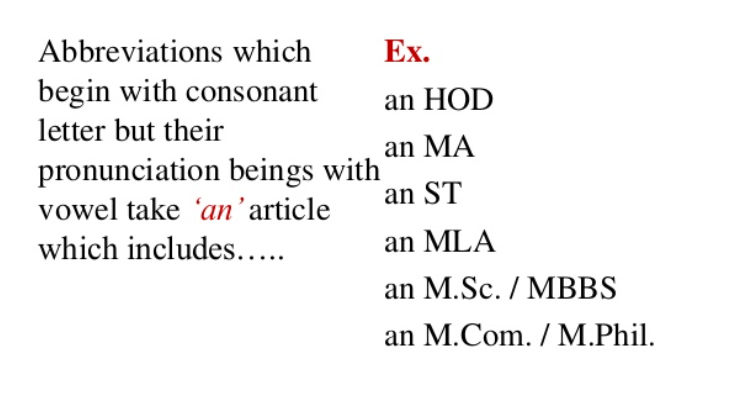 Abbreviations which
begin with consonant
letter but their
pronunciation beings with
vowel take ‘an’ article
which includes…..
Ex.
an HOD
an MA
an ST
an MLA
an M.Sc. / MBBS
an M.Com. / M.Phil.